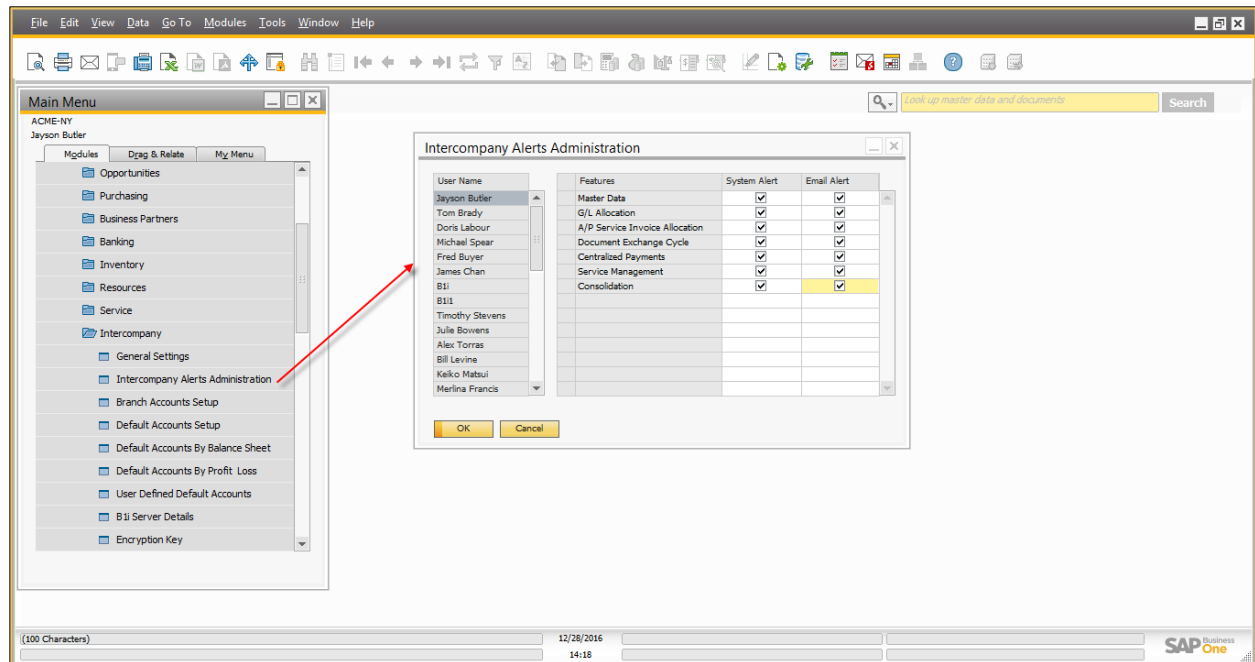 File Edit View Data Go To Modules Tools Window Help
Main Menu
ACME-NY
Jayson Butler
Modules Drag & Relate My Menu
Opportunities
Purchasing
Business Partners
Banking
Inventory
Resources
Service
Intercompany
General Settings
Intercompany Alerts Administration
Branch Accounts Setup
Default Accounts Setup
Default Accounts By Balance Sheet
Default Accounts By Profit Loss
User Defined Default Accounts
B1i Server Details
Encryption Key
Look up master data and documents Search
Intercompany Alerts Administration
User Name Features System Alert Email Alert
Jayson Butler Master Data
Tom Brady G/L Allocation
Doris Labour A/P Service Invoice Allocation
Michael Spear Document Exchange Cycle
Fred Buyer Centralized Payments
James Chan Service Management
B1i Consolidation
B1i1
Timothy Stevens
Julie Bowens
Alex Torras
Bill Levine
Keiko Matsui
Merlina Francis
OK Cancel
(100 Characters) 12/28/2016
14:18
SAP Business One